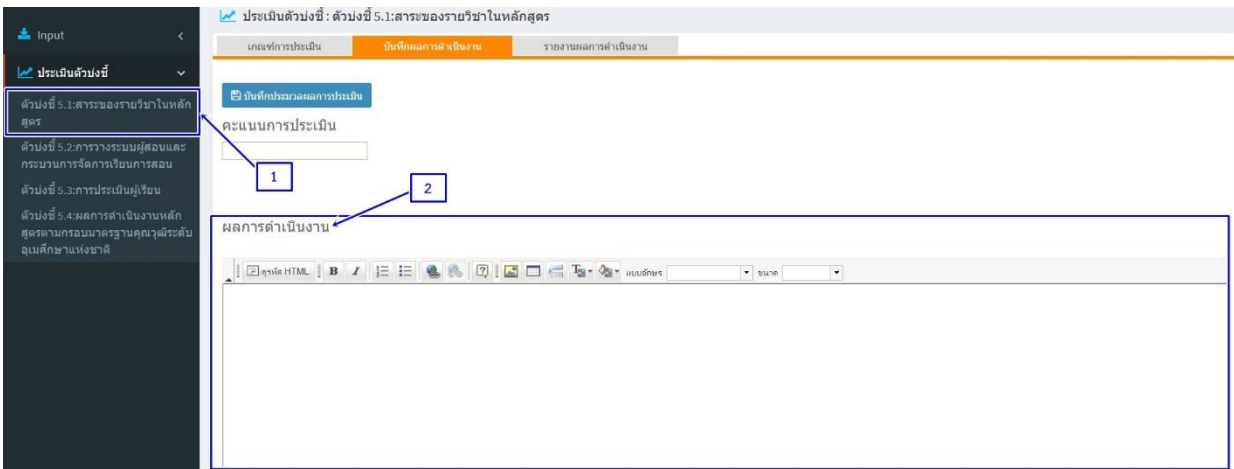 ประเมินตัวบ่งชี้ : ตัวบ่งชี้ 5.1:สาระของรายวิชาในหลักสูตร
Input
เกณฑ์การประเมิน
บันทึกผลการดำเนินงาน
รายงานผลการดำเนินงาน
ประเมินตัวบ่งชี้
ตัวบ่งชี้ 5.1:สาระของรายวิชาในหลัก
สูตร
ตัวบ่งชี้ 5.2:การวางระบบผู้สอนและ
กระบวนการจัดการเรียนการสอน
ตัวบ่งชี้ 5.3:การประเมินผู้เรียน
ตัวบ่งชี้ 5.4:ผลการดำเนินงานหลัก
สูตรตามกรอบมาตรฐานคุณวุฒิระดับ
อุเมศึกษาแห่งชาติ
บันทึกประมวลผลการประเมิน
คะแนนการประเมิน
1
2
ผลการดำเนินงาน
ดูรหัส HTML B I แบบอักษร ขนาด